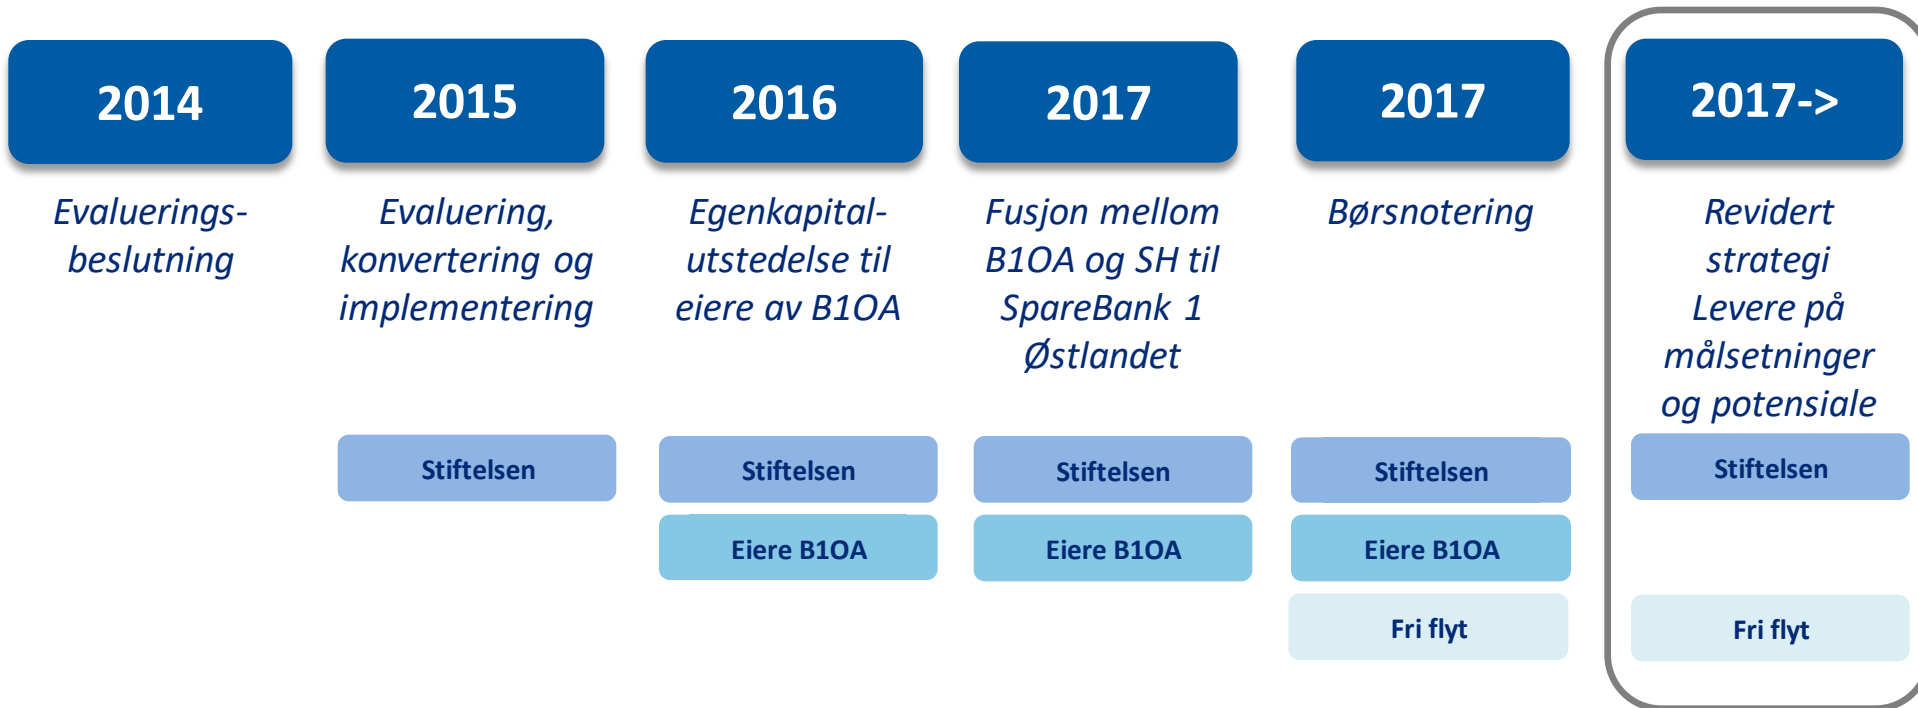 2014
Evaluerings-
beslutning
2015
Evaluering,
konvertering og
implementering
Stiftelsen
2016
Egenkapital-
utstedelse til
eiere av B1OA
Stiftelsen
Eiere B1OA
2017
Fusjon mellom
B1OA og SH til
SpareBank 1
Østlandet
Stiftelsen
Eiere B1OA
2017
Børsnotering
Stiftelsen
Eiere B1OA
Fri flyt
2017->
Revidert
strategi
Levere på
målsetninger
og potensiale
Stiftelsen
Fri flyt